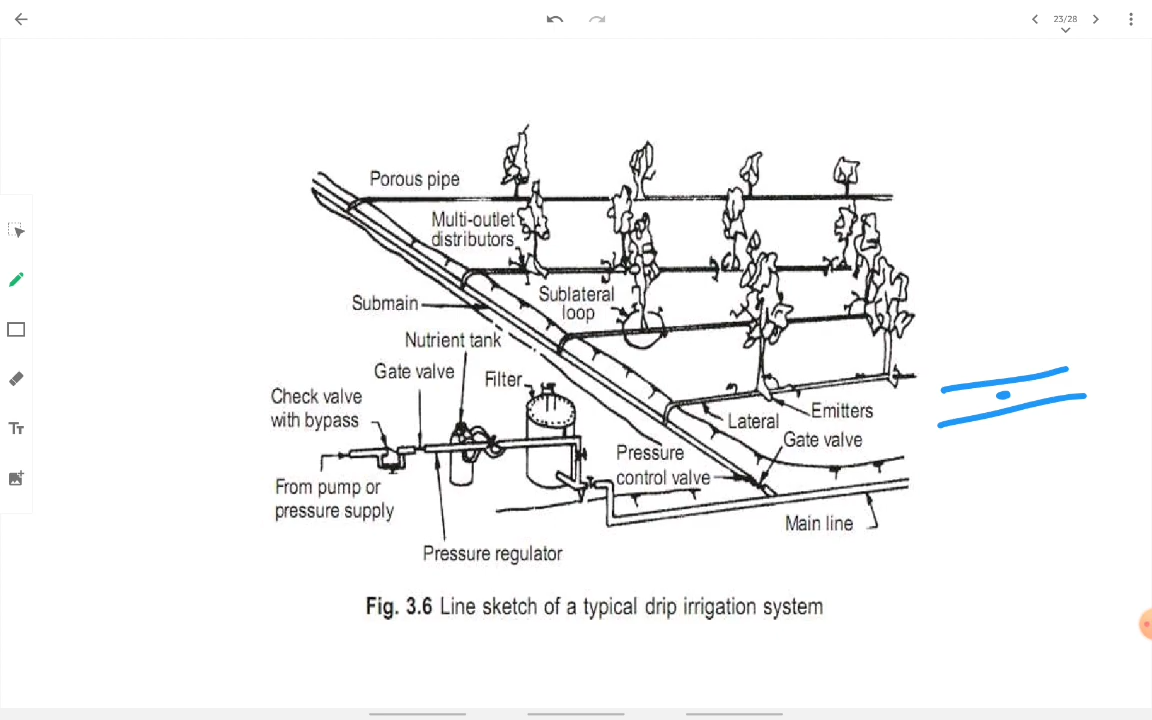 23/28
Porous pipe
Multi-outlet
distributors
Submain
Sublateral
loop
Nutrient tank
Gate valve
Filter
Check valve
with bypass
Lateral
Emitters
Gate valve
Pressure
control valve
From pump or
pressure supply
Main line
Pressure regulator
Fig. 3.6 Line sketch of a typical drip irrigation system
Tт